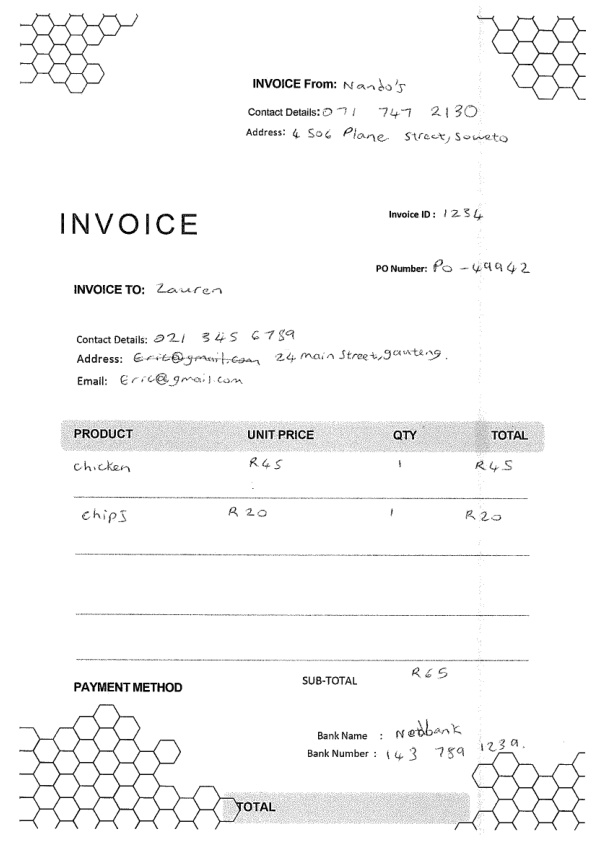 INVOICE From: Nando's
Contact Details: 071 747 2130
Address: 4 506 Plane Street, Soweto
INVOICE
Invoice ID : 1234
PO Number: PO - 49942
INVOICE TO: Lauren
Contact Details: 021 345 6789
Address: Eric@gmail.com 24 main Street, gauteng.
Email: Eric@gmail.com
PRODUCT UNIT PRICE QTY TOTAL
chicken R45 1 R45
chips R20 1 R20
SUB-TOTAL R65
PAYMENT METHOD
Bank Name : Nedbank
Bank Number : 143 789 1239.
TOTAL